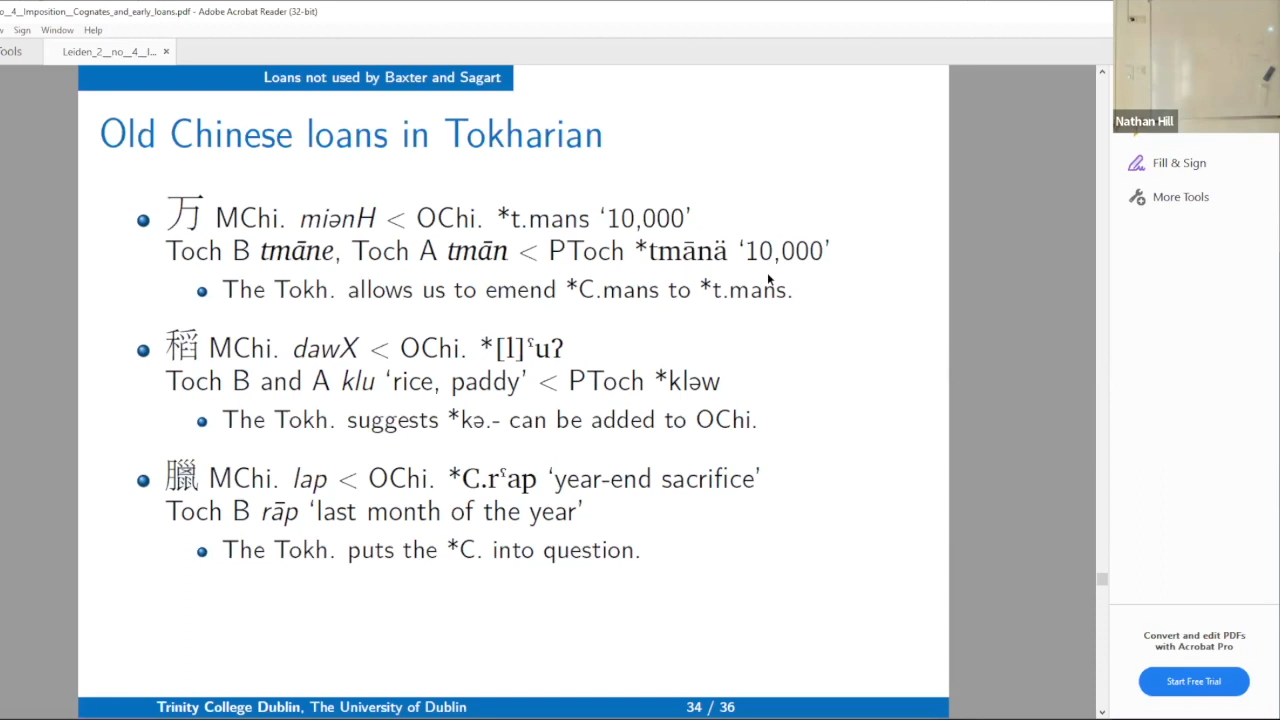 no__4__Imposition__Cognates_and_early_loans.pdf - Adobe Acrobat Reader (32-bit)
Sign Window Help
Tools Leiden_2__no__4__I... ×
Loans not used by Baxter and Sagart
Old Chinese loans in Tokharian
万 MChi. miənH < OChi. *t.mans ‘10,000’
Toch B tmāne, Toch A tmān < PToch *tmānä ‘10,000’
The Tokh. allows us to emend *C.mans to *t.mans.
稻 MChi. dawX < OChi. *[l]ˤuʔ
Toch B and A klu ‘rice, paddy’ < PToch *kləw
The Tokh. suggests *kə.- can be added to OChi.
臘 MChi. lap < OChi. *C.rˤap ‘year-end sacrifice’
Toch B rāp ‘last month of the year’
The Tokh. puts the *C. into question.
Trinity College Dublin, The University of Dublin 34 / 36
Nathan Hill
Fill & Sign
More Tools
Convert and edit PDFs
with Acrobat Pro
Start Free Trial